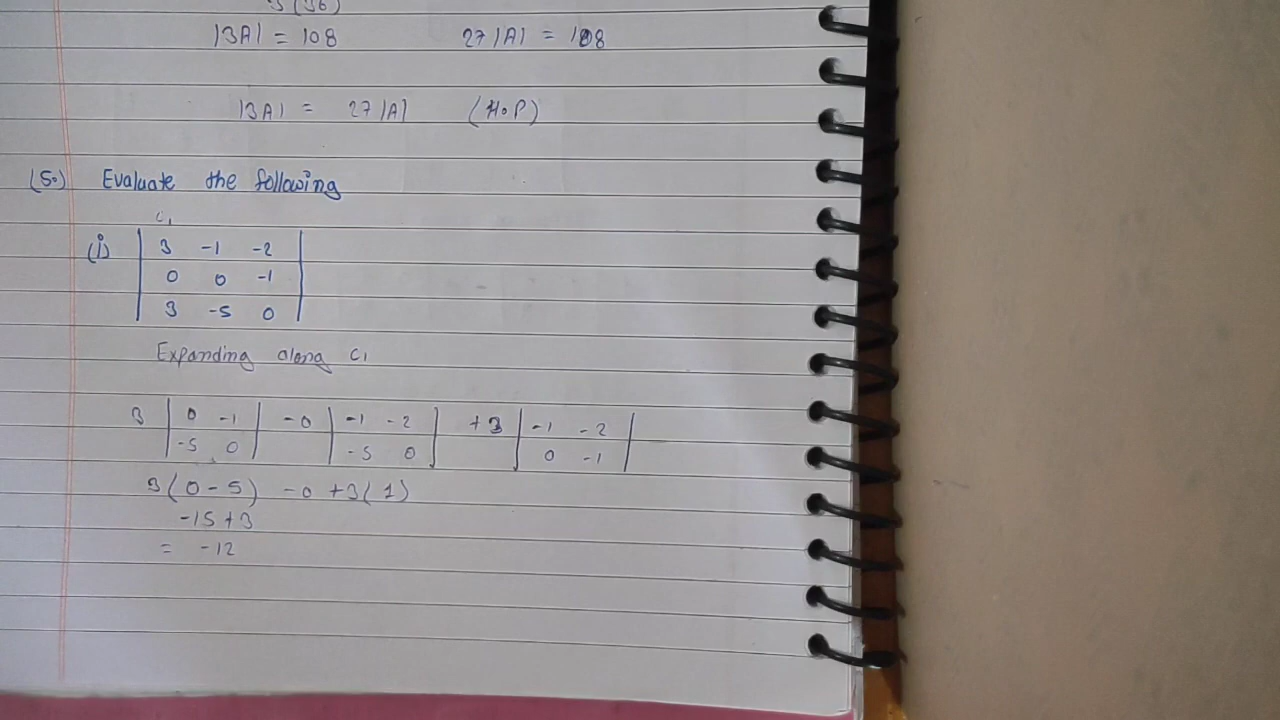 3(36)
|3A| = 108 27|A| = 108
|3A| = 27|A| (H.P)
(5.) Evaluate the following
C₁
(i) | 3 -1 -2 |
| 0 0 -1 |
| 3 -5 0 |
Expanding along C₁
3 | 0 -1 | -0 | -1 -2 | +3 | -1 -2 |
| -5 0 | | -5 0 | | 0 -1 |
3(0-5) -0 +3(1)
-15+3
= -12